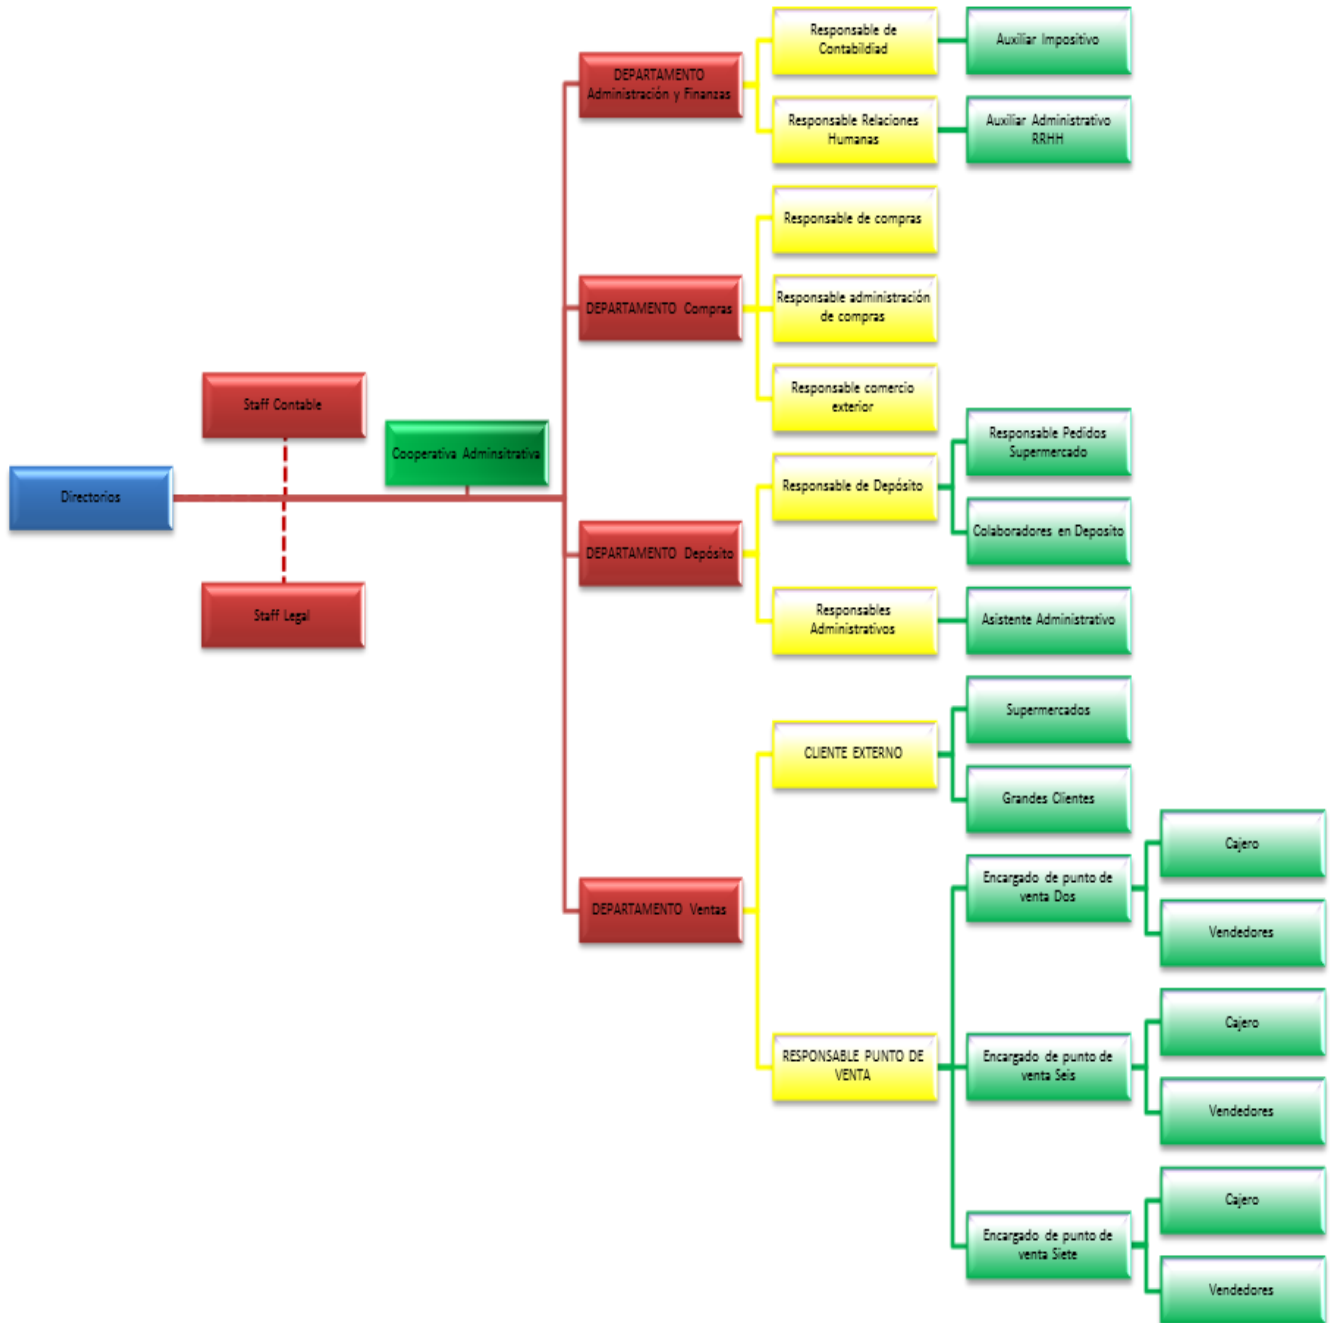 Responsable de
Contabildiad
Auxiliar Impositivo
DEPARTAMENTO
Administración y Finanzas
Responsable Relaciones
Humanas
Auxiliar Administrativo
RRHH
Responsable de compras
DEPARTAMENTO Compras
Responsable administración
de compras
Responsable comercio
exterior
Staff Contable
Cooperativa Adminsitrativa
Directorios
Staff Legal
Responsable Pedidos
Supermercado
Responsable de Depósito
Colaboradores en Deposito
DEPARTAMENTO Depósito
Responsables
Administrativos
Asistente Administrativo
Supermercados
CLIENTE EXTERNO
Grandes Clientes
DEPARTAMENTO Ventas
Cajero
Encargado de punto de
venta Dos
Vendedores
RESPONSABLE PUNTO DE
VENTA
Cajero
Encargado de punto de
venta Seis
Vendedores
Cajero
Encargado de punto de
venta Siete
Vendedores